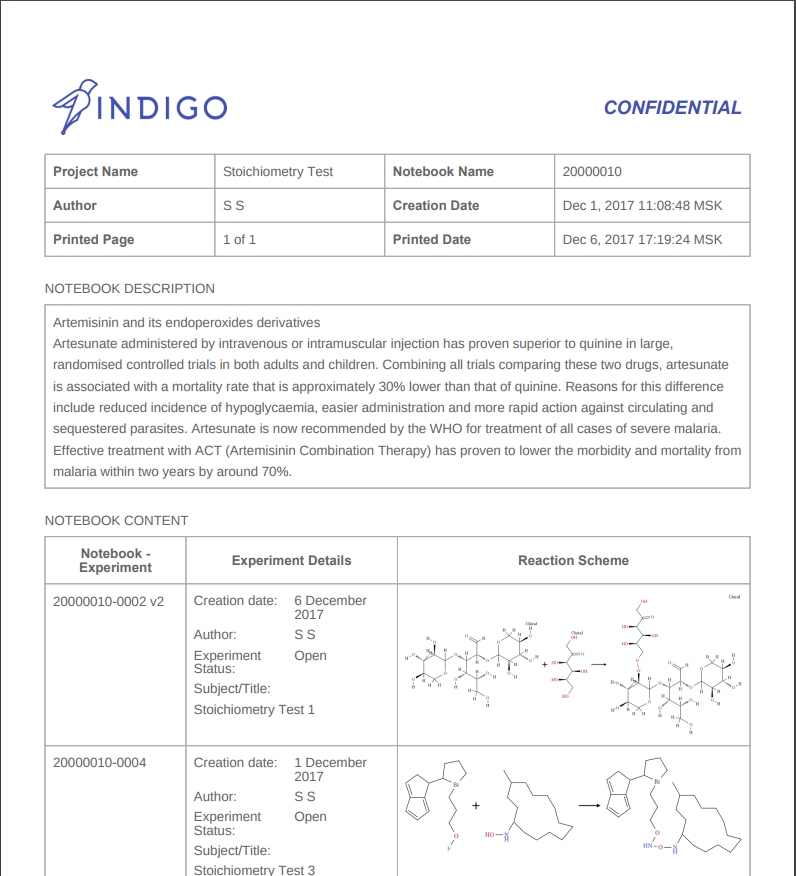 INDIGO
CONFIDENTIAL
Project Name Stoichiometry Test Notebook Name 20000010
Author S S Creation Date Dec 1, 2017 11:08:48 MSK
Printed Page 1 of 1 Printed Date Dec 6, 2017 17:19:24 MSK
NOTEBOOK DESCRIPTION
Artemisinin and its endoperoxides derivatives
Artesunate administered by intravenous or intramuscular injection has proven superior to quinine in large,
randomised controlled trials in both adults and children. Combining all trials comparing these two drugs, artesunate
is associated with a mortality rate that is approximately 30% lower than that of quinine. Reasons for this difference
include reduced incidence of hypoglycaemia, easier administration and more rapid action against circulating and
sequestered parasites. Artesunate is now recommended by the WHO for treatment of all cases of severe malaria.
Effective treatment with ACT (Artemisinin Combination Therapy) has proven to lower the morbidity and mortality from
malaria within two years by around 70%.
NOTEBOOK CONTENT
Notebook -
Experiment
Experiment Details
Reaction Scheme
20000010-0002 v2
Creation date: 6 December
2017
Author: S S
Experiment
Status: Open
Subject/Title:
Stoichiometry Test 1
Chiral
Chiral
Chiral
+
20000010-0004
Creation date: 1 December
2017
Author: S S
Experiment
Status: Open
Subject/Title:
Stoichiometry Test 3
Br
O
F
+
HO
N
H
Br
O
HN
O
N
H